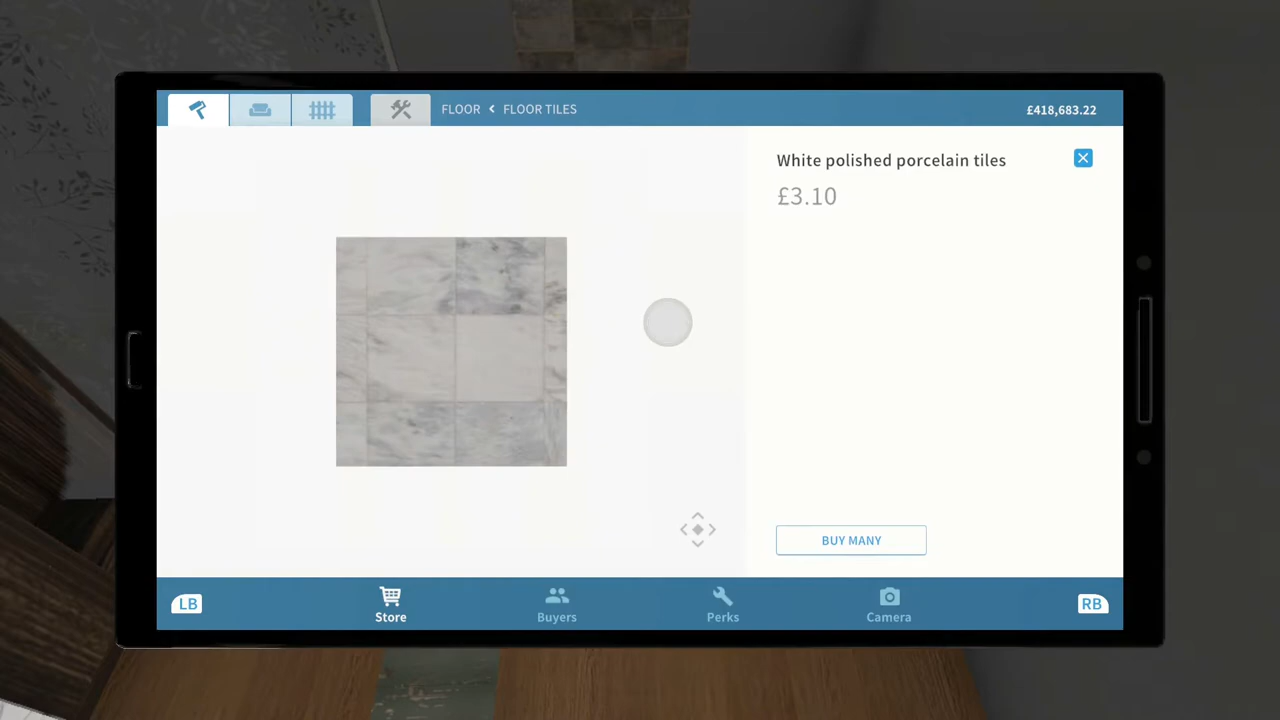 FLOOR < FLOOR TILES
£418,683.22
White polished porcelain tiles
£3.10
BUY MANY
LB
Store
Buyers
Perks
Camera
RB